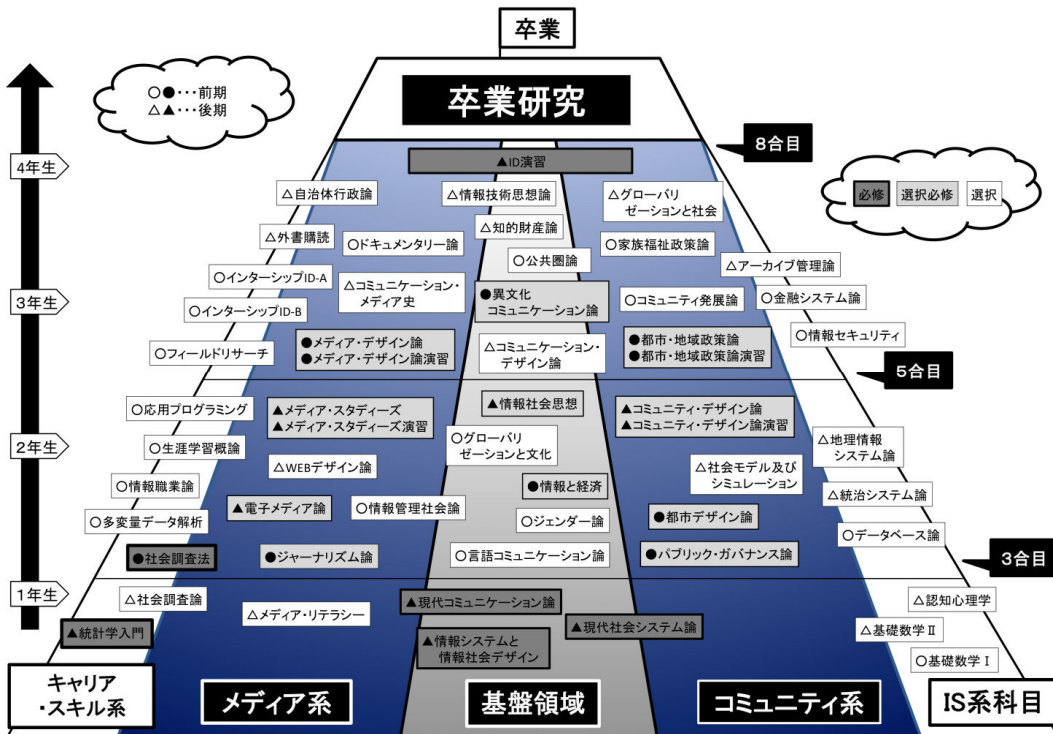 卒業
○●･･･前期
△▲･･･後期
卒業研究
8合目
4年生
▲ID演習
必修
選択必修
選択
△自治体行政論
△情報技術思想論
△グローバリ
ゼーションと社会
△外書購読
○ドキュメンタリー論
△知的財産論
○家族福祉政策論
○公共圏論
△アーカイブ管理論
○インターシップID-A
△コミュニケーション・
メディア史
●異文化
コミュニケーション論
○コミュニティ発展論
○金融システム論
3年生
○インターシップID-B
○情報セキュリティ
○フィールドリサーチ
●メディア・デザイン論
●メディア・デザイン論演習
△コミュニケーション・
デザイン論
●都市・地域政策論
●都市・地域政策論演習
5合目
○応用プログラミング
▲メディア・スタディーズ
▲メディア・スタディーズ演習
▲情報社会思想
▲コミュニティ・デザイン論
▲コミュニティ・デザイン論演習
2年生
○生涯学習概論
○グローバリ
ゼーションと文化
△地理情報
システム論
△WEBデザイン論
△社会モデル及び
シミュレーション
○情報職業論
●情報と経済
△統治システム論
▲電子メディア論
○情報管理社会論
○多変量データ解析
○ジェンダー論
●都市デザイン論
○データベース論
●社会調査法
●ジャーナリズム論
○言語コミュニケーション論
●パブリック・ガバナンス論
3合目
1年生
△社会調査論
△メディア・リテラシー
▲現代コミュニケーション論
△認知心理学
▲統計学入門
▲現代社会システム論
△基礎数学Ⅱ
▲情報システムと
情報社会デザイン
○基礎数学Ⅰ
キャリア
・スキル系
メディア系
基盤領域
コミュニティ系
IS系科目